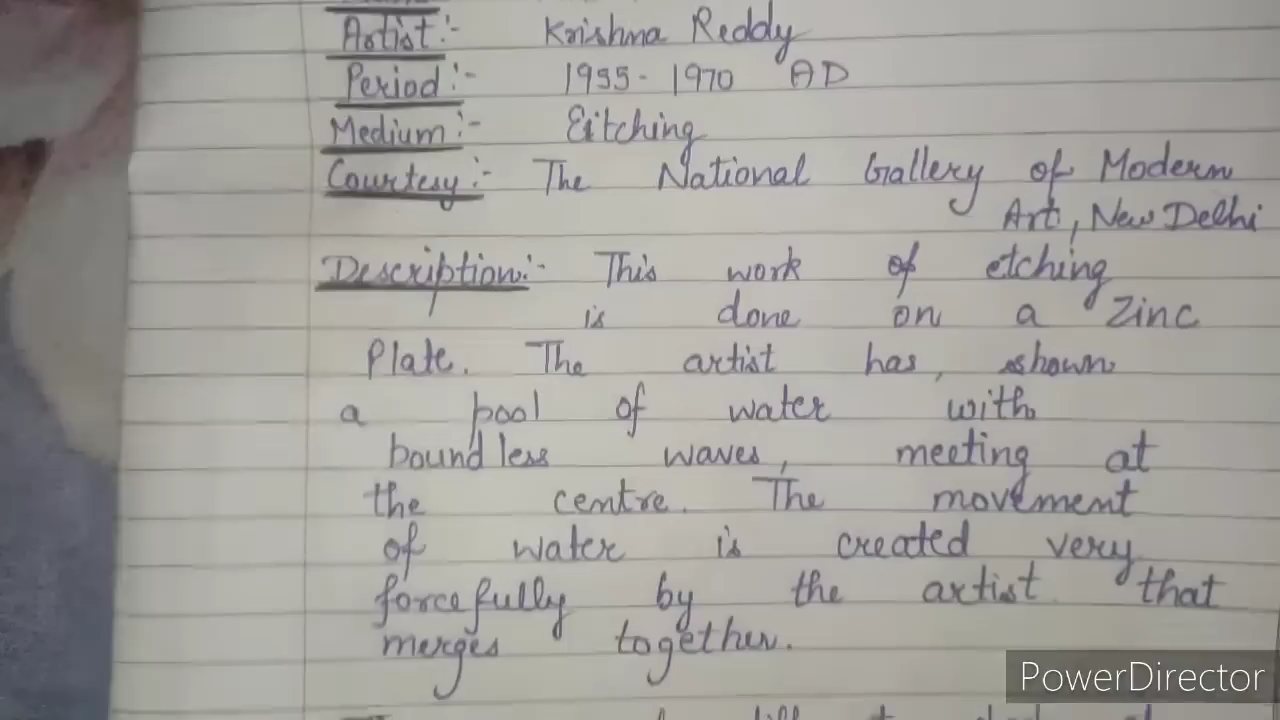 Artist:- Krishna Reddy
Period:- 1955-1970 AD
Medium:- Eitching
Courtesy:- The National Gallery of Modern
Art, New Delhi
Description:- This work of etching
is done on a Zinc
Plate. The artist has, shown
a pool of water with
boundless waves, meeting at
the centre. The movement
of water is created very
forcefully by the artist that
merges together.
PowerDirector